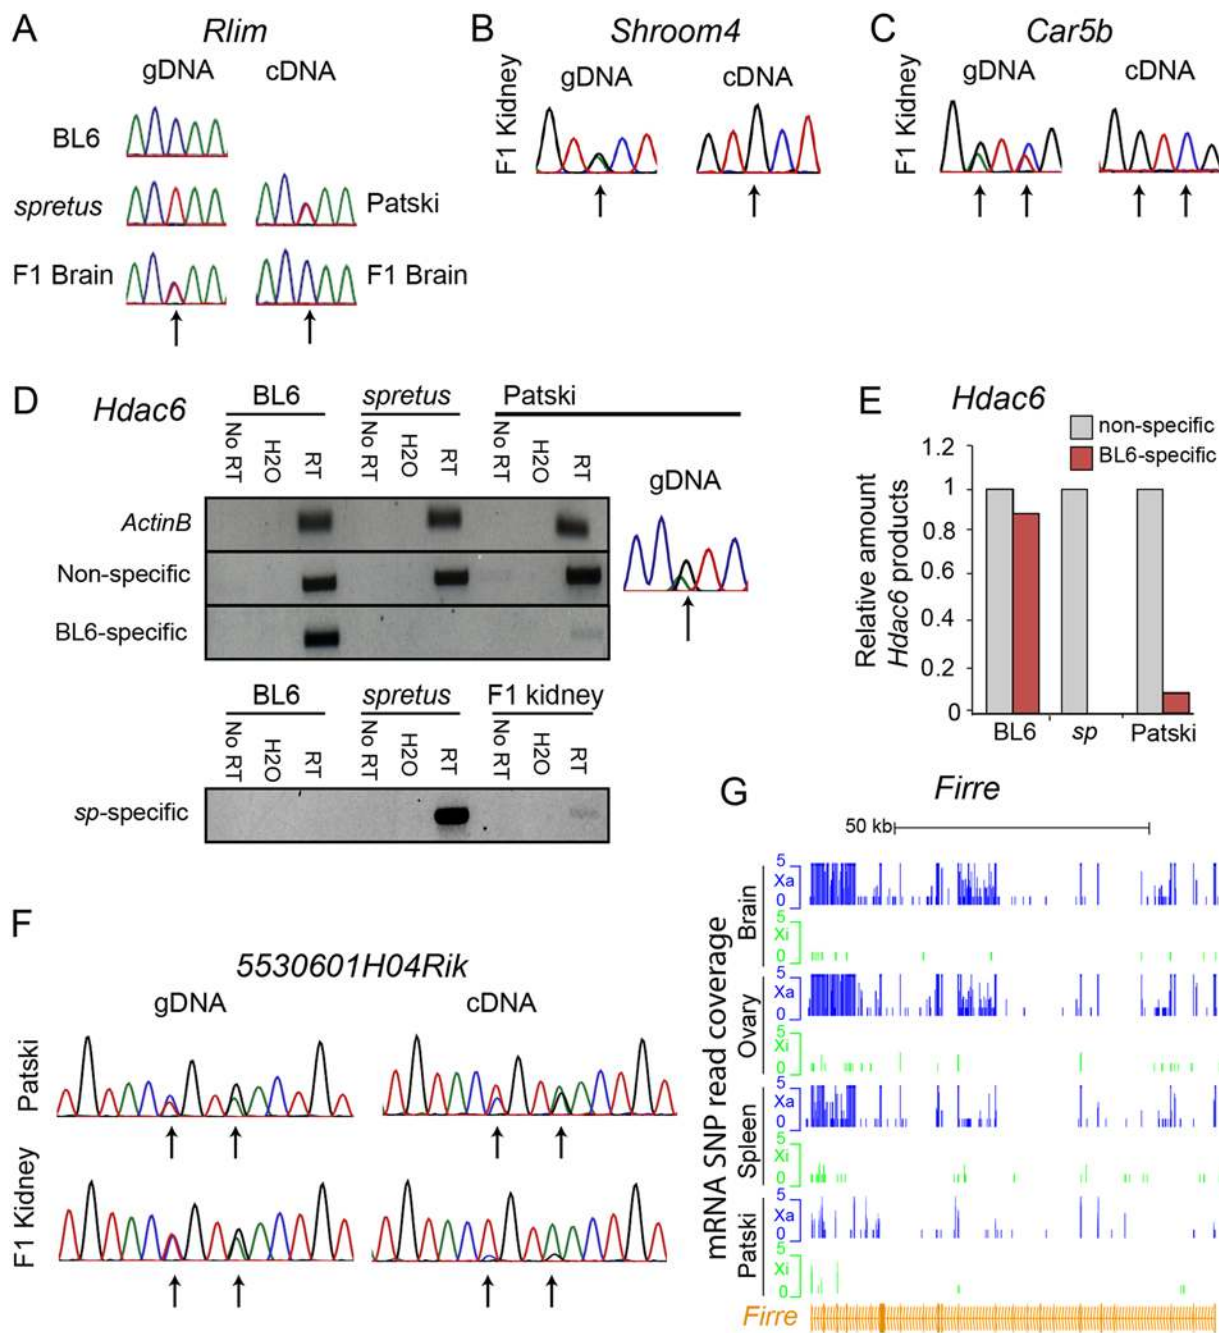 A
Rlim
gDNA cDNA
BL6
spretus
Patski
F1 Brain
F1 Brain
B
Shroom4
F1 Kidney
gDNA cDNA
C
Car5b
F1 Kidney
gDNA cDNA
D
Hdac6
BL6 spretus Patski
No RT H2O RT No RT H2O RT No RT H2O RT
ActinB
Non-specific
BL6-specific
gDNA
BL6 spretus F1 kidney
No RT H2O RT No RT H2O RT No RT H2O RT
sp-specific
E
Hdac6
non-specific
BL6-specific
Relative amount
Hdac6 products
1.2
1
0.8
0.6
0.4
0.2
0
BL6 sp Patski
F
5530601H04Rik
gDNA cDNA
Patski
F1 Kidney
G
Firre
50 kb
mRNA SNP read coverage
Brain
5
Xa
0
5
Xi
0
Ovary
5
Xa
0
5
Xi
0
Spleen
5
Xa
0
5
Xi
0
Patski
5
Xa
0
5
Xi
0
Firre